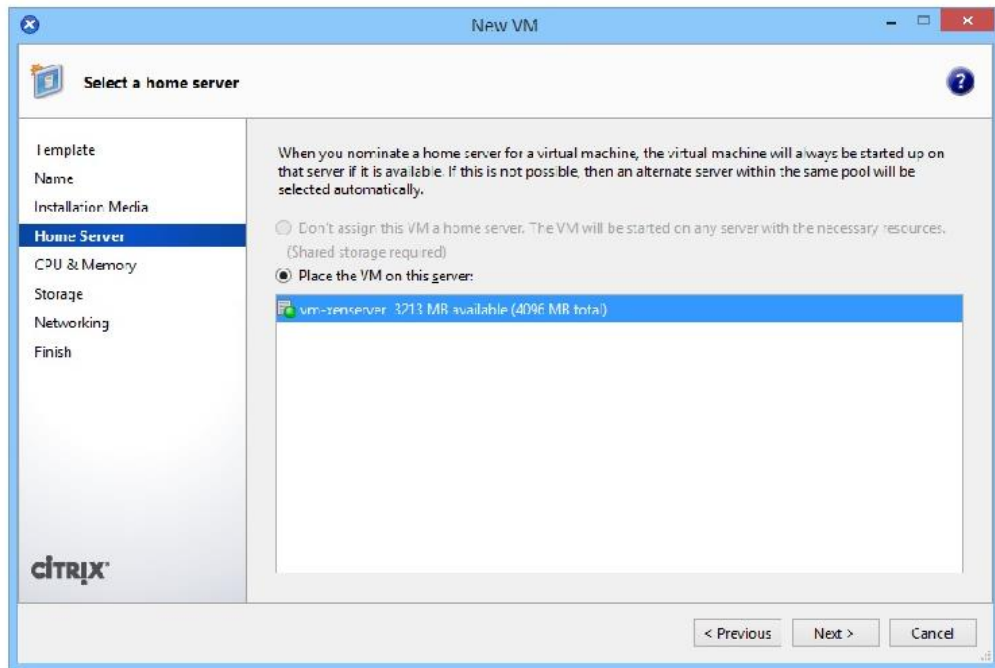 New VM
Select a home server
Template
Name
Installation Media
Home Server
CPU & Memory
Storage
Networking
Finish
When you nominate a home server for a virtual machine, the virtual machine will always be started up on
that server if it is available. If this is not possible, then an alternate server within the same pool will be
selected automatically.
Don't assign this VM a home server. The VM will be started on any server with the necessary resources.
(Shared storage required)
Place the VM on this server:
vm-xenserver 3213 MB available (4096 MB total)
CITRIX
< Previous
Next >
Cancel